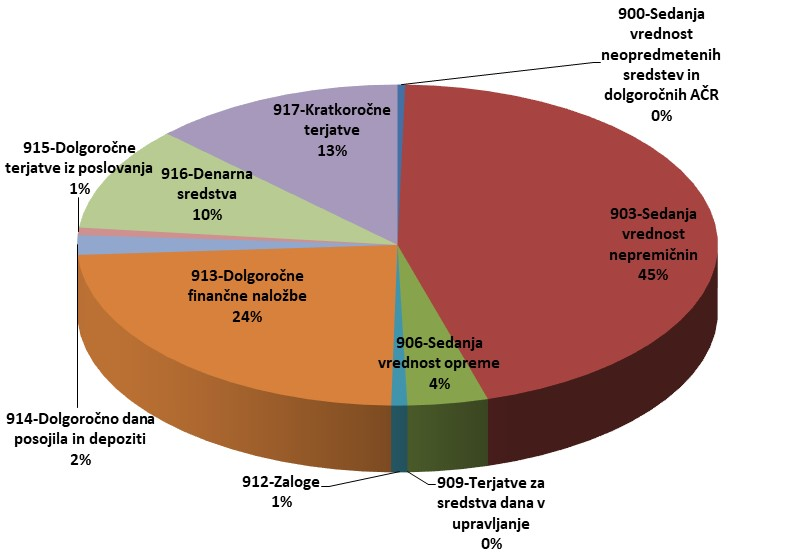 900-Sedanja
vrednost
neopredmetenih
sredstev in
dolgoročnih AČR
0%
917-Kratkoročne
terjatve
13%
915-Dolgoročne
terjatve iz poslovanja
1%
916-Denarna
sredstva
10%
903-Sedanja
vrednost
nepremičnin
45%
913-Dolgoročne
finančne naložbe
24%
906-Sedanja
vrednost opreme
4%
914-Dolgoročno dana
posojila in depoziti
2%
912-Zaloge
1%
909-Terjatve za
sredstva dana v
upravljanje
0%